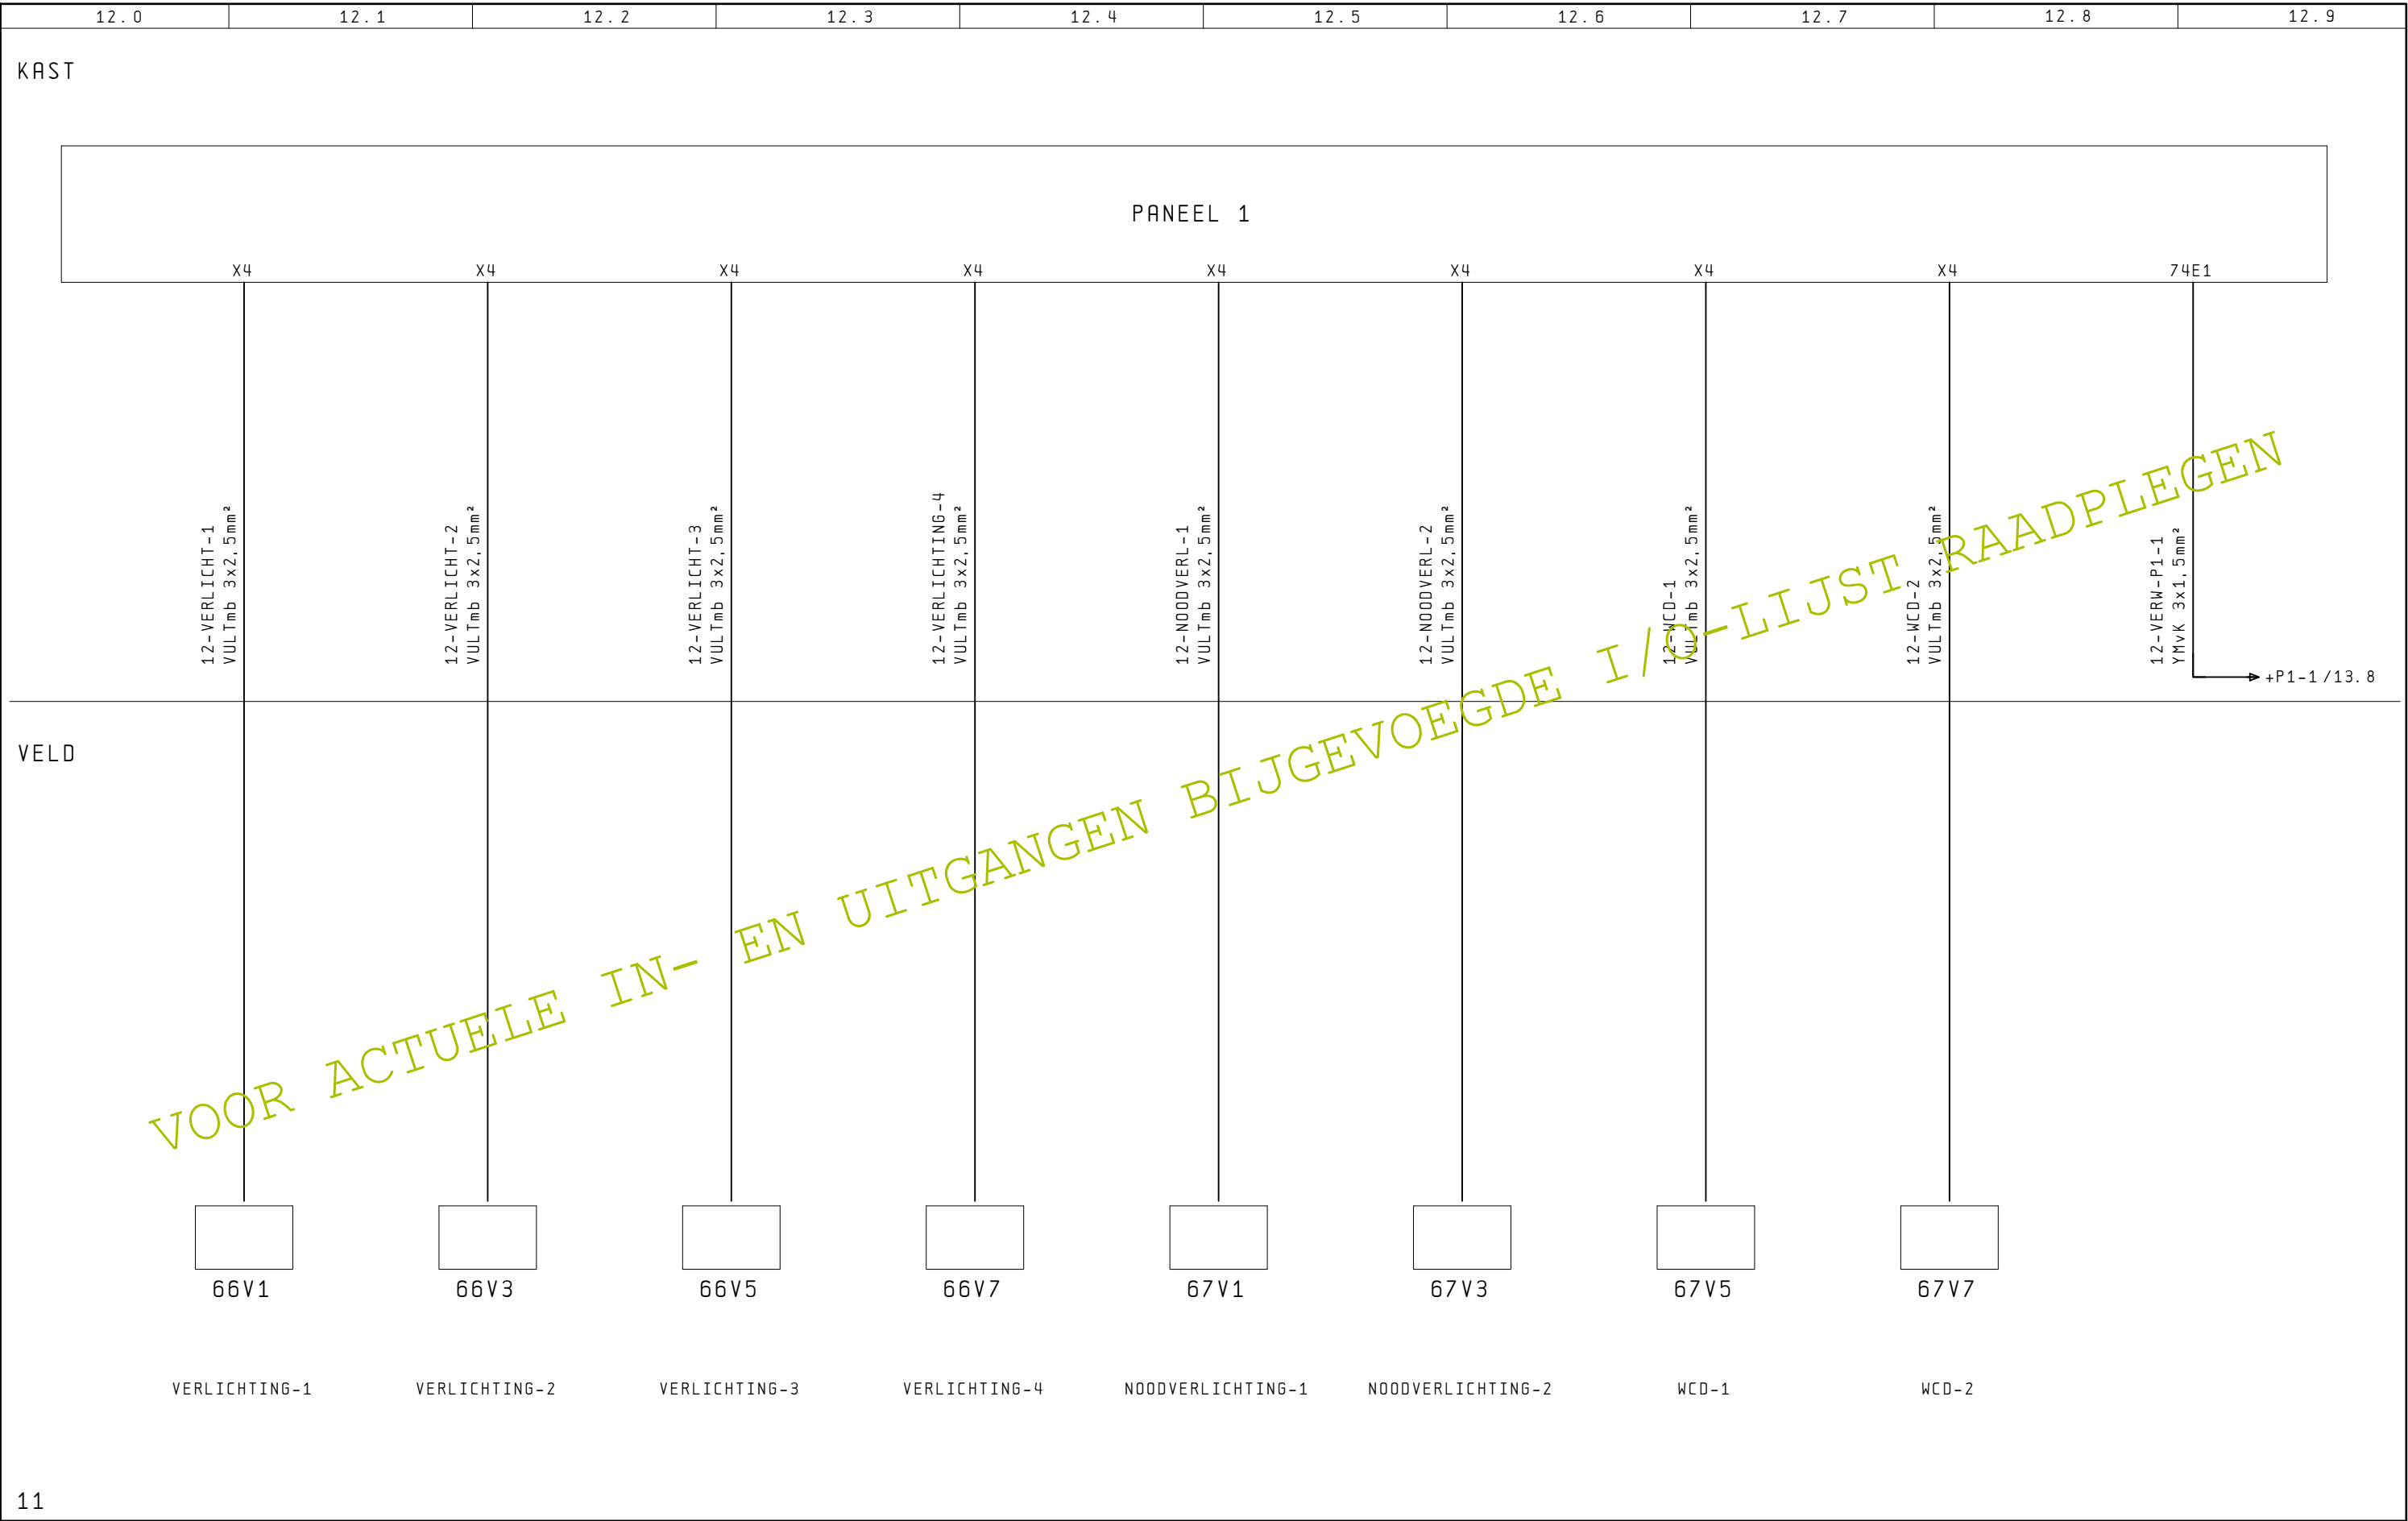 12.0 12.1 12.2 12.3 12.4 12.5 12.6 12.7 12.8 12.9
KAST
PANEEL 1
X4 X4 X4 X4 X4 X4 X4 X4 74E1
12-VERLICHT-1
VULTmb 3x2,5mm²
12-VERLICHT-2
VULTmb 3x2,5mm²
12-VERLICHT-3
VULTmb 3x2,5mm²
12-VERLICHTING-4
VULTmb 3x2,5mm²
12-NOODVERL-1
VULTmb 3x2,5mm²
12-NOODVERL-2
VULTmb 3x2,5mm²
12-WCD-1
VULTmb 3x2,5mm²
12-WCD-2
VULTmb 3x2,5mm²
12-VERW-P1-1
YMvK 3x1,5mm²
+P1-1/13.8
VELD
VOOR ACTUELE IN- EN UITGANGEN BIJGEVOEGDE I/O-LIJST RAADPLEGEN
66V1 66V3 66V5 66V7 67V1 67V3 67V5 67V7
VERLICHTING-1 VERLICHTING-2 VERLICHTING-3 VERLICHTING-4 NOODVERLICHTING-1 NOODVERLICHTING-2 WCD-1 WCD-2
11